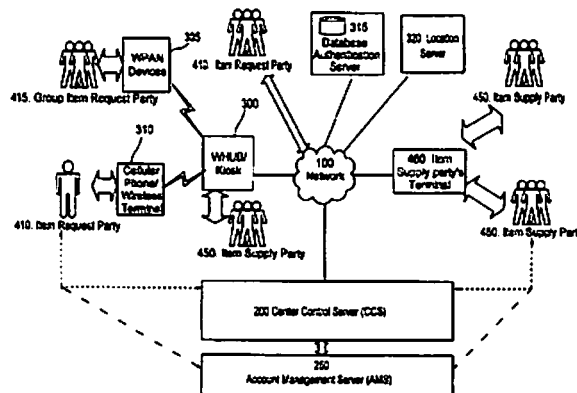 325
WPAN
Devices
415. Group Item Request Party
410. Item Request Party
315
Database
Authentication
Server
320 Location
Server
450. Item Supply Party
300
WHUB/
Kiosk
310
Cellular
Phone/
Wireless
Terminal
410. Item Request Party
450. Item Supply Party
100
Network
460. Item
Supply party's
Terminal
450. Item Supply Party
200 Center Control Server (CCS)
250
Account Management Server (AMS)